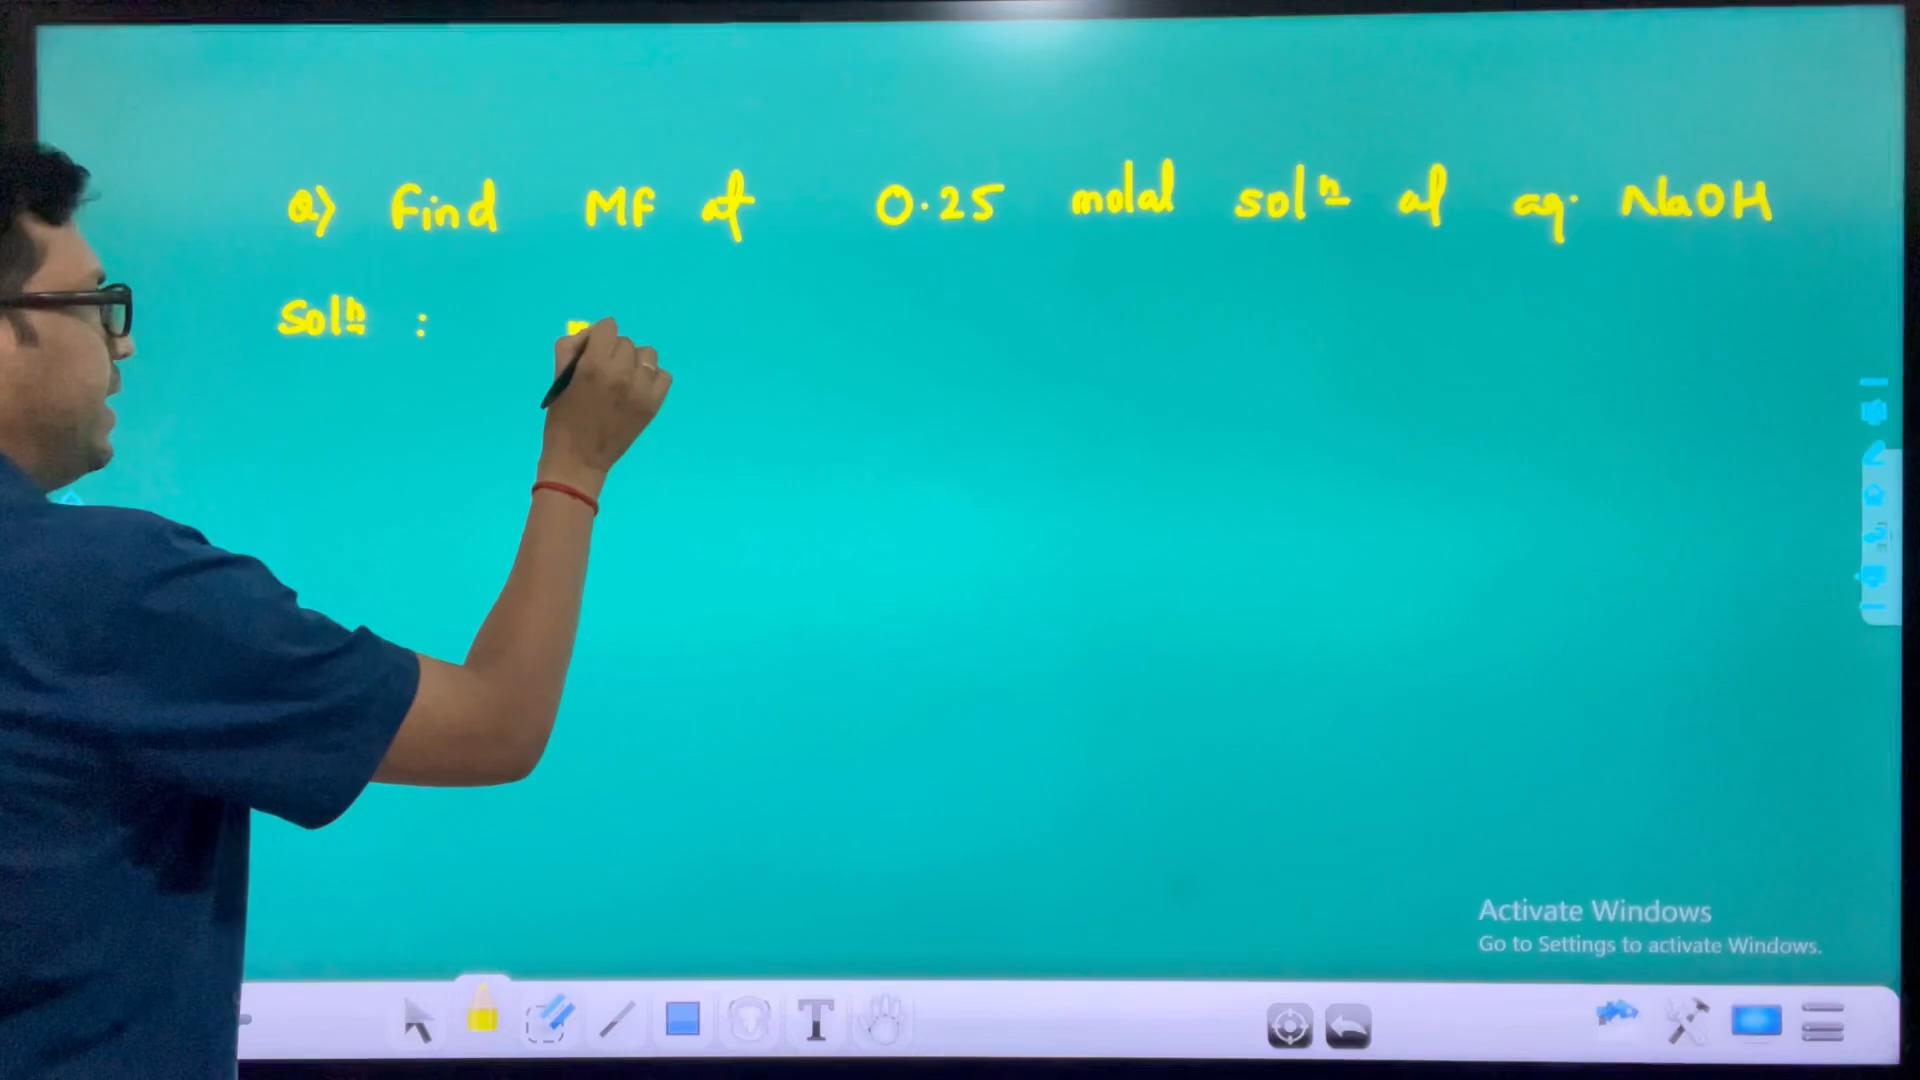 Q) Find MF of 0.25 molal solⁿ of aq. NaOH
Solⁿ :
Activate Windows
Go to Settings to activate Windows.
T